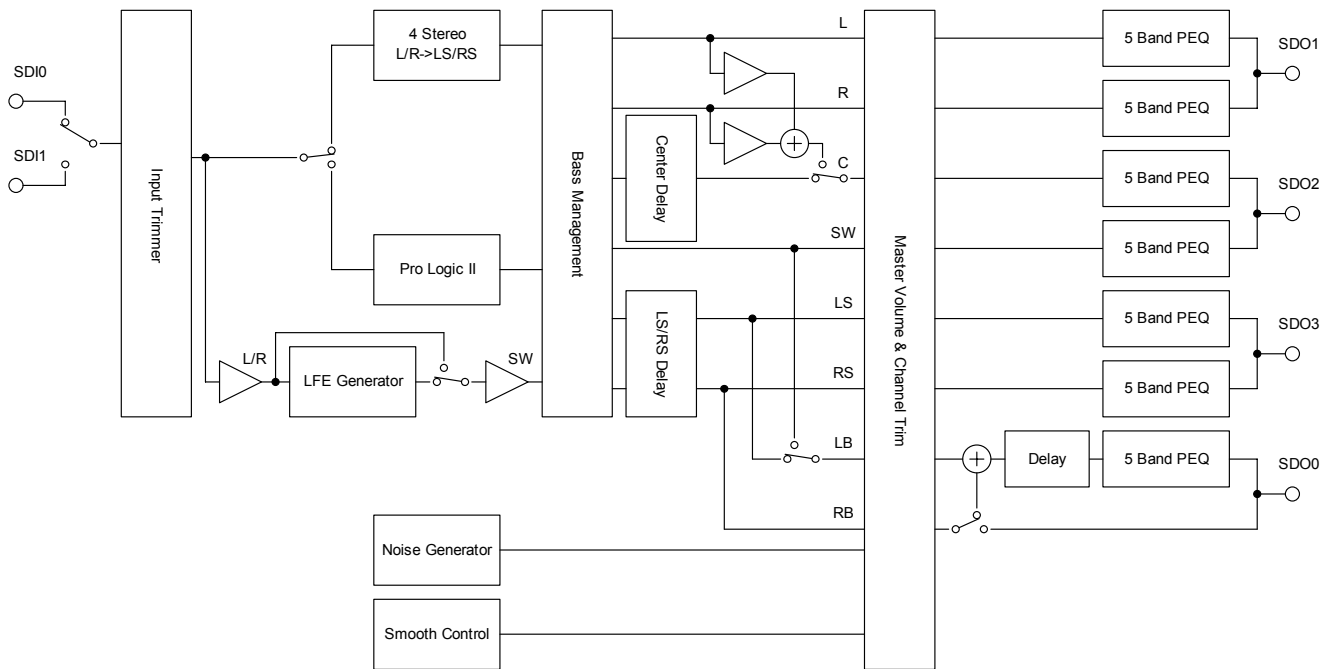 SDI0
SDI1
Input Trimmer
4 Stereo
L/R->LS/RS
Pro Logic II
L/R
LFE Generator
SW
Bass Management
Center Delay
LS/RS Delay
L
R
C
SW
LS
RS
LB
RB
Noise Generator
Smooth Control
Master Volume & Channel Trim
5 Band PEQ
5 Band PEQ
SDO1
5 Band PEQ
5 Band PEQ
SDO2
5 Band PEQ
5 Band PEQ
SDO3
Delay
5 Band PEQ
SDO0